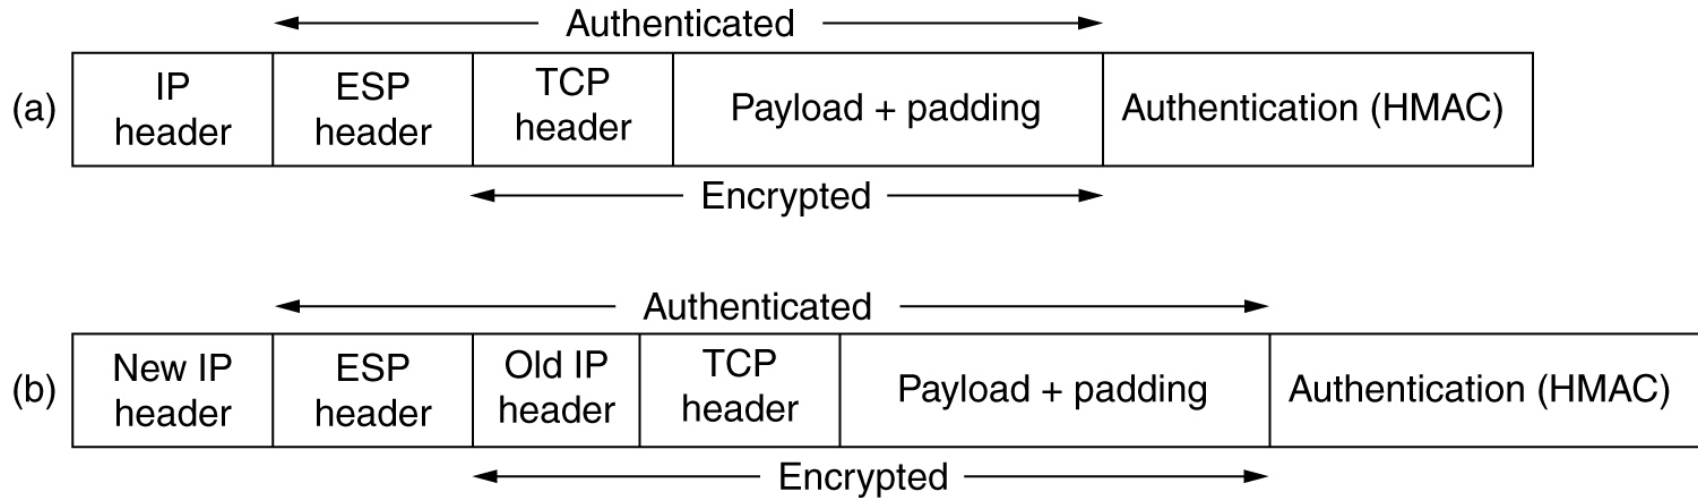 Authenticated
(a)
IP
header
ESP
header
TCP
header
Payload + padding
Authentication (HMAC)
Encrypted
Authenticated
(b)
New IP
header
ESP
header
Old IP
header
TCP
header
Payload + padding
Authentication (HMAC)
Encrypted